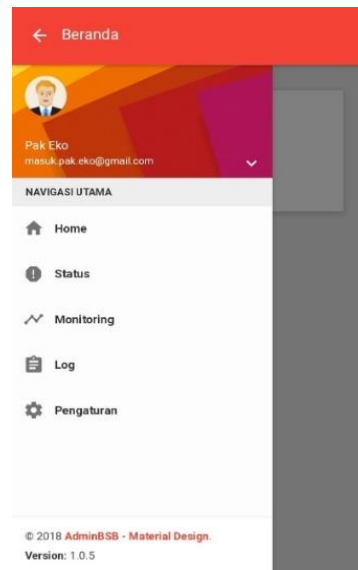 Beranda
Pak Eko
masuk.pak.eko@gmail.com
NAVIGASI UTAMA
Home
Status
Monitoring
Log
Pengaturan
© 2018 AdminBSB - Material Design.
Version: 1.0.5